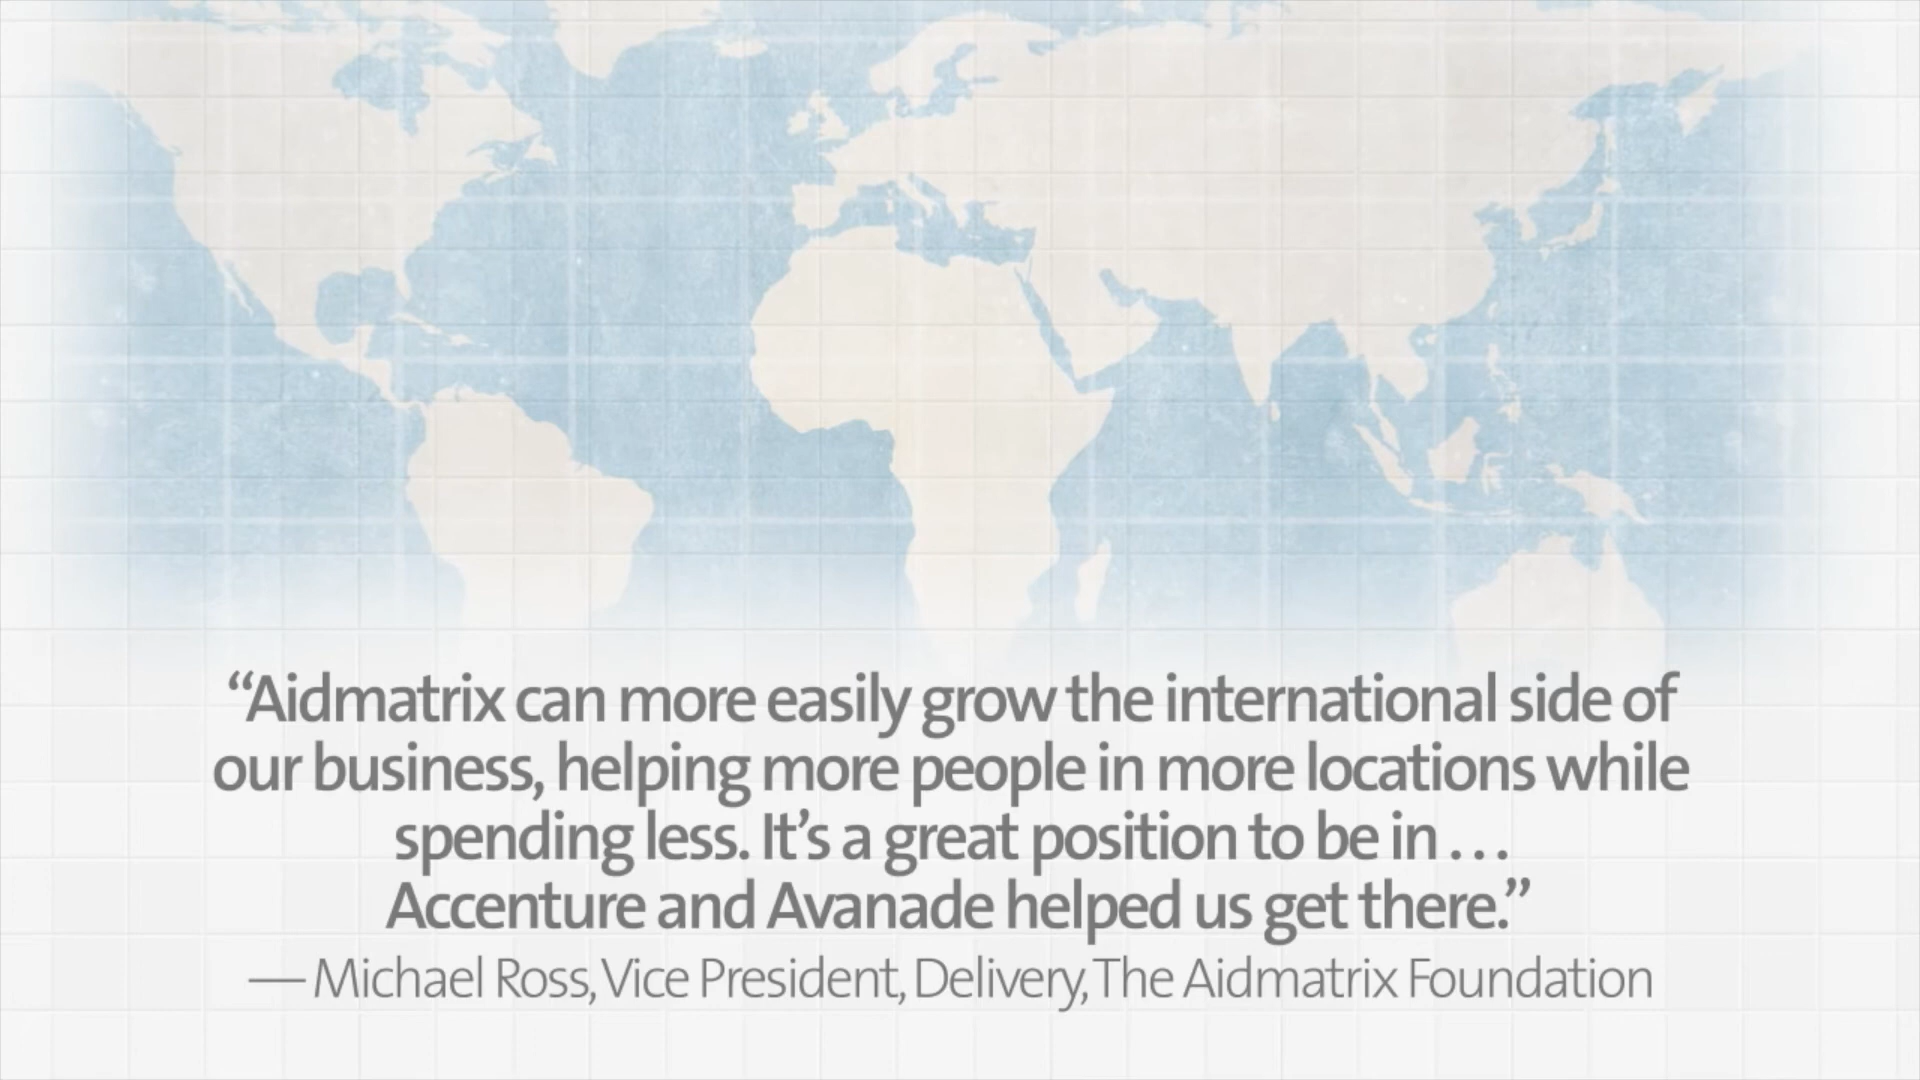 “Aidmatrix can more easily grow the international side of
our business, helping more people in more locations while
spending less. It’s a great position to be in . . .
Accenture and Avanade helped us get there.”
— Michael Ross, Vice President, Delivery, The Aidmatrix Foundation